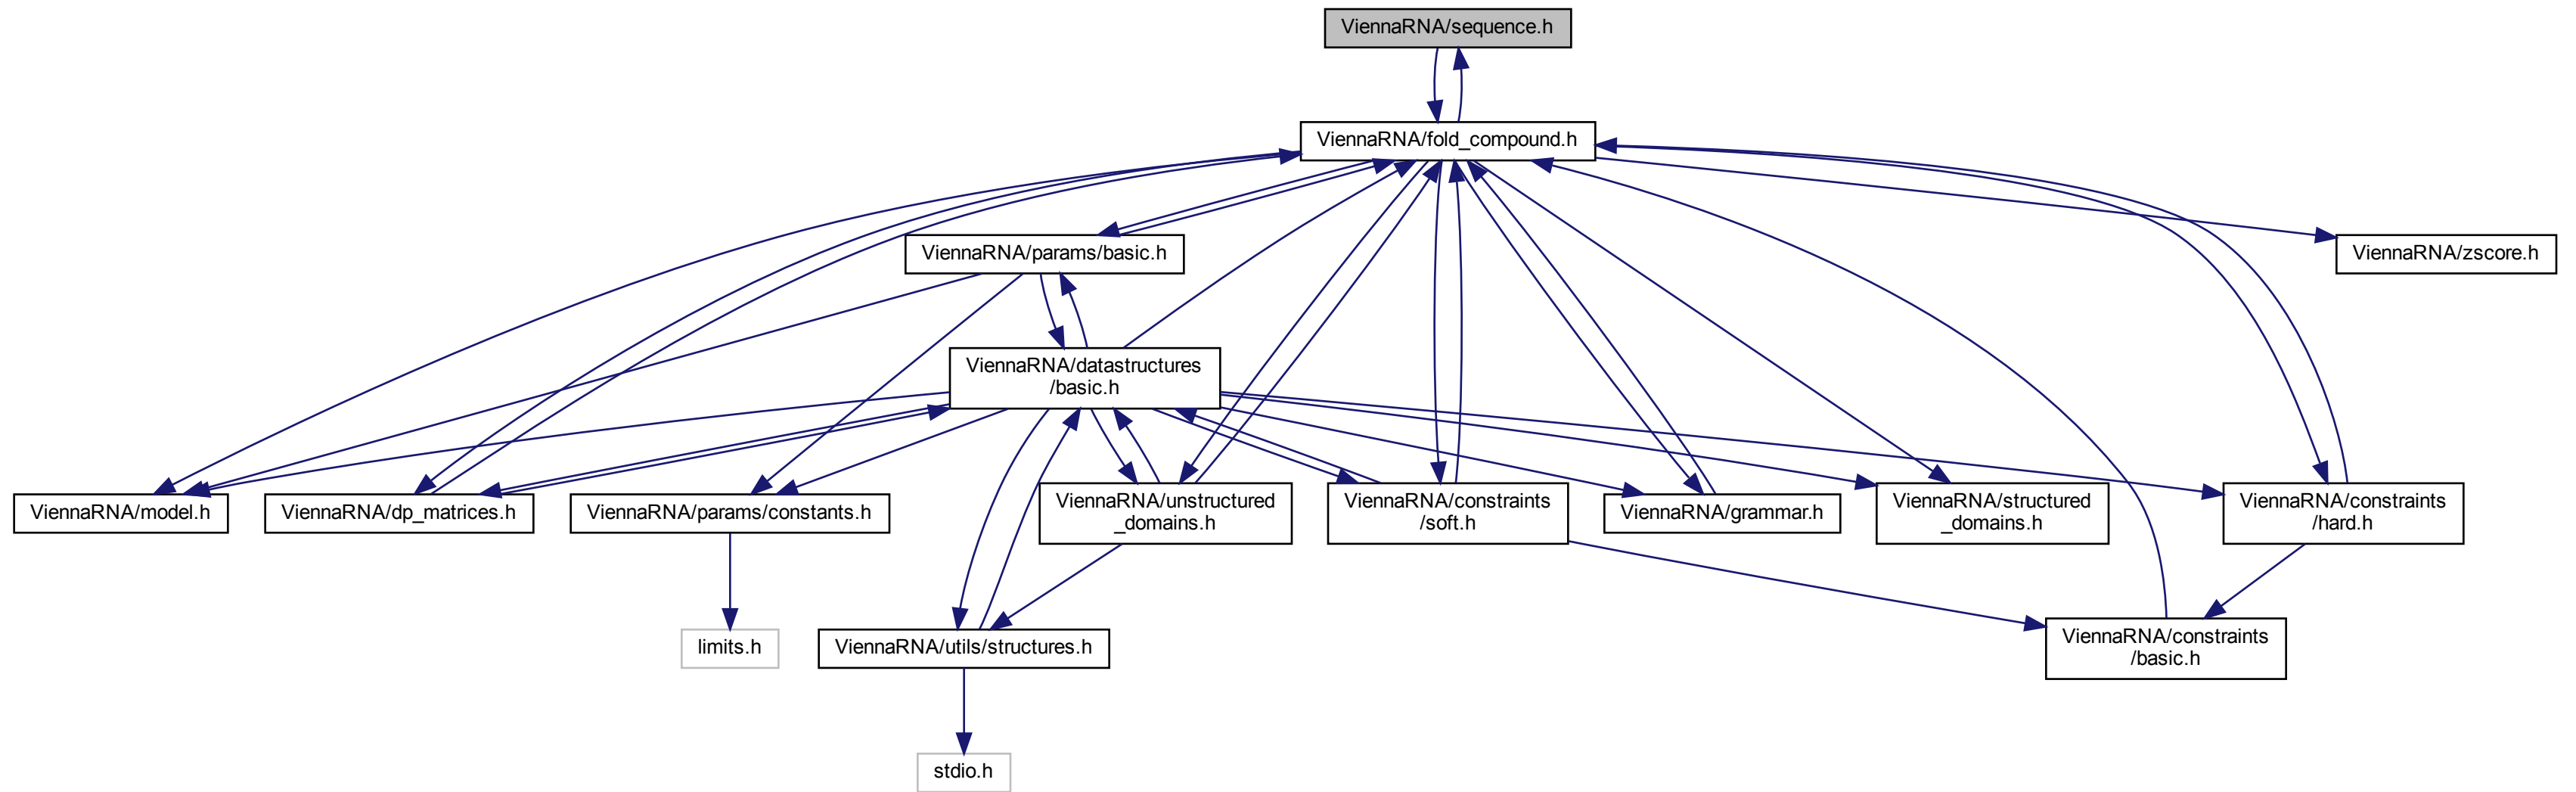 ViennaRNA/sequence.h
ViennaRNA/fold_compound.h
ViennaRNA/params/basic.h
ViennaRNA/zscore.h
ViennaRNA/datastructures
/basic.h
ViennaRNA/model.h
ViennaRNA/dp_matrices.h
ViennaRNA/params/constants.h
ViennaRNA/unstructured
_domains.h
ViennaRNA/constraints
/soft.h
ViennaRNA/grammar.h
ViennaRNA/structured
_domains.h
ViennaRNA/constraints
/hard.h
limits.h
ViennaRNA/utils/structures.h
ViennaRNA/constraints
/basic.h
stdio.h